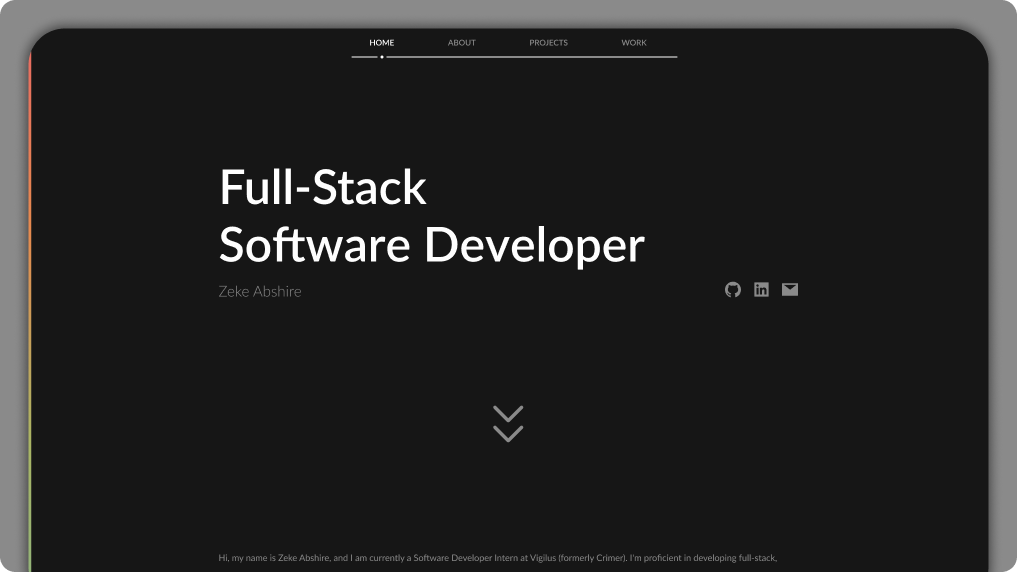 HOME ABOUT PROJECTS WORK
Full-Stack
Software Developer
Zeke Abshire
in
Hi, my name is Zeke Abshire, and I am currently a Software Developer Intern at Vigilus (formerly Crimer). I'm proficient in developing full-stack,